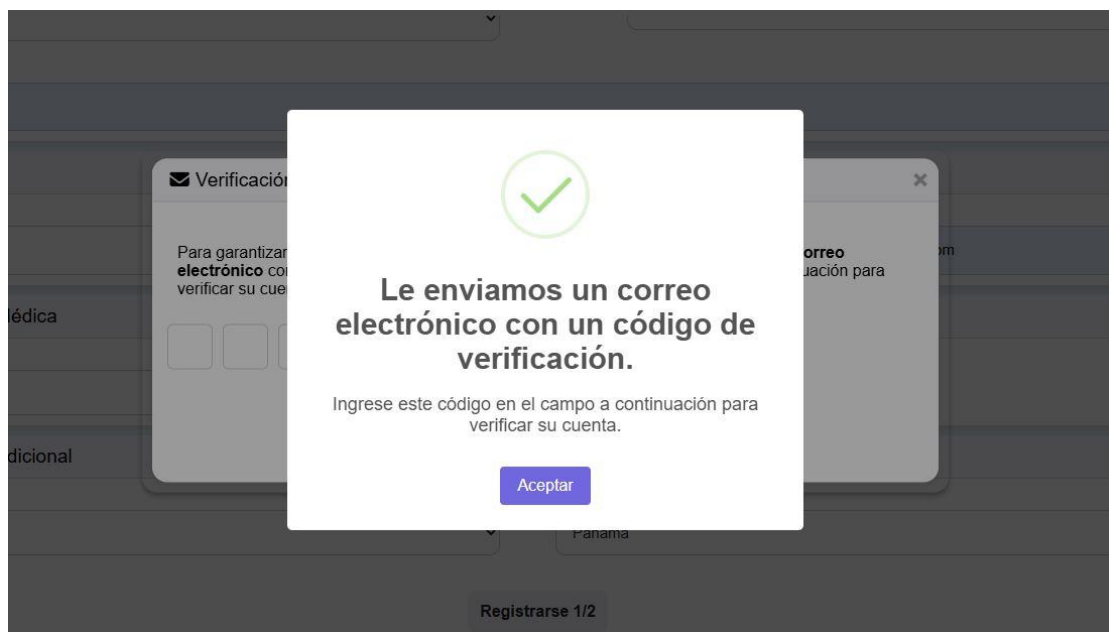 Verificación
Para garantizar
orreo
electrónico co
uación para
om
verificar su cue
édica
Le enviamos un correo
electrónico con un código de
verificación.
Ingrese este código en el campo a continuación para
verificar su cuenta.
dicional
Aceptar
Panamá
Registrarse 1/2